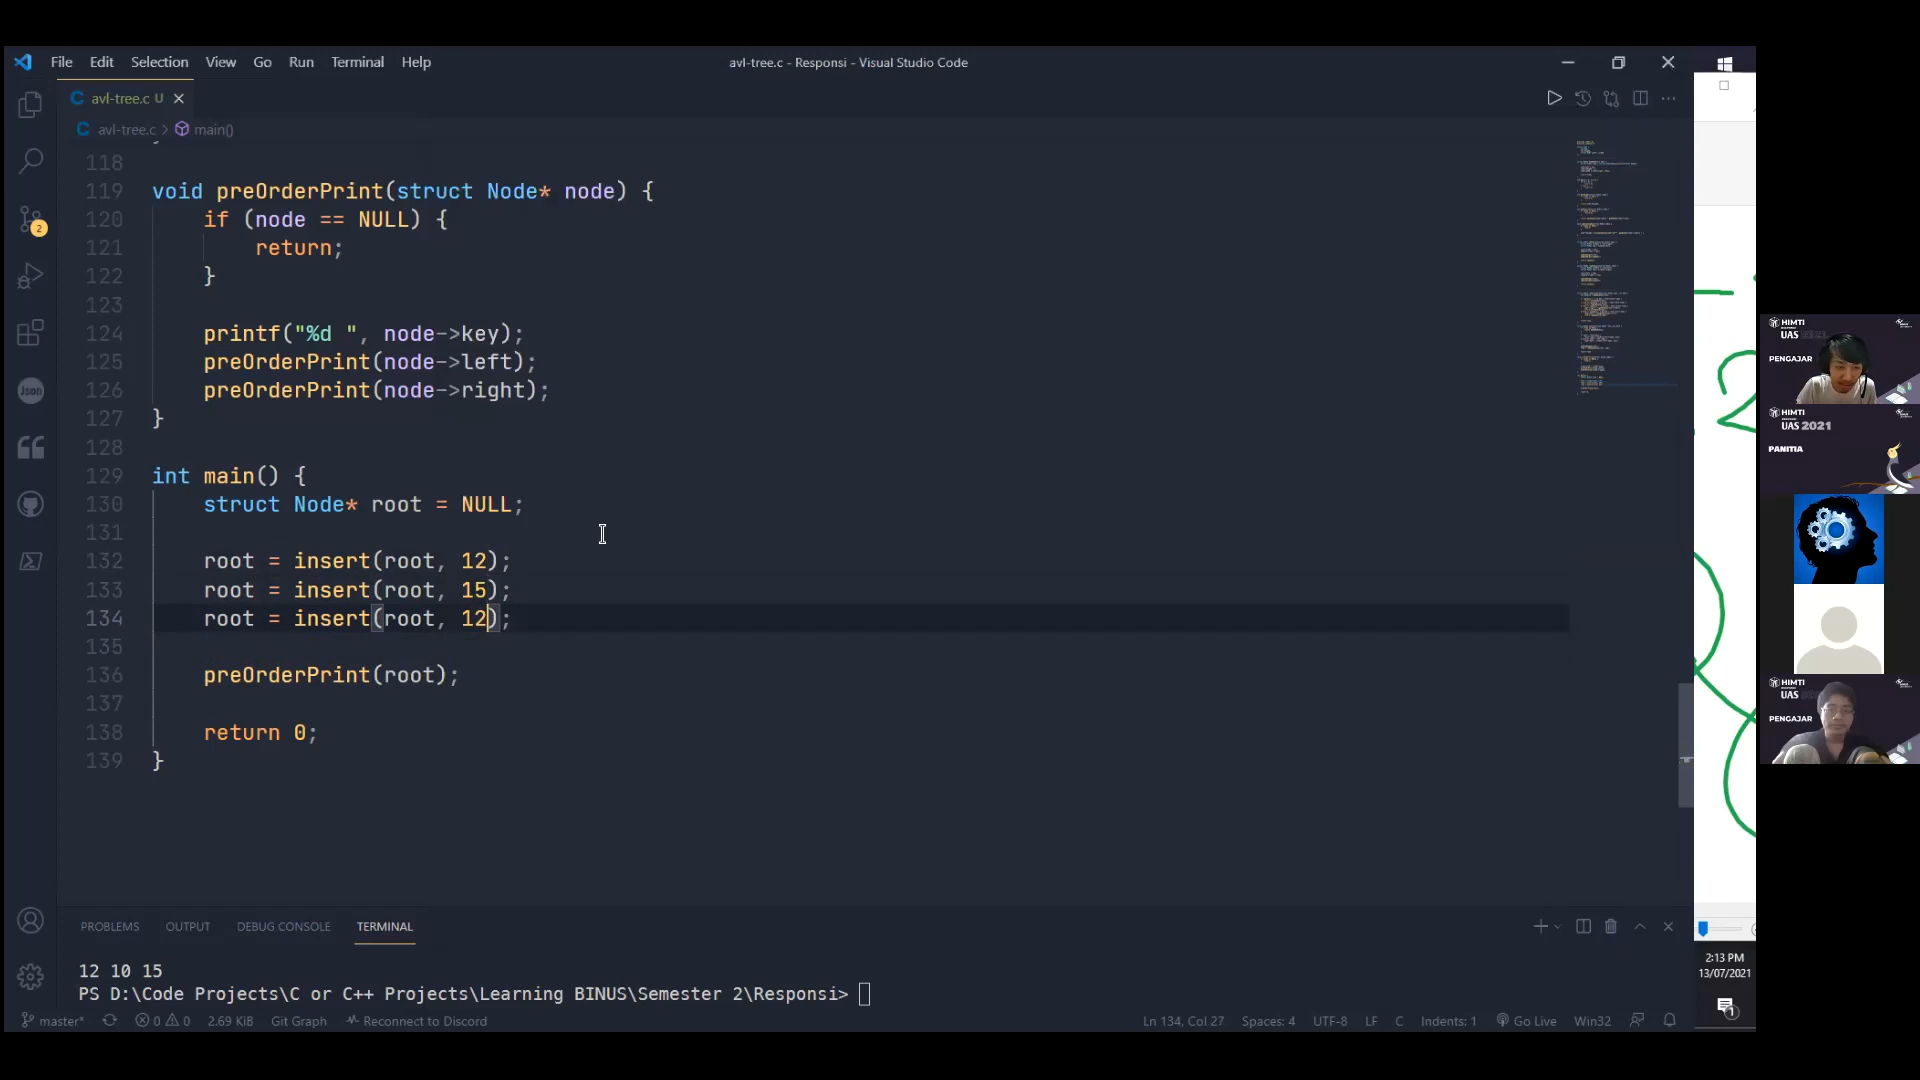 File Edit Selection View Go Run Terminal Help
avl-tree.c - Responsi - Visual Studio Code
avl-tree.c U
avl-tree.c > main()
118
119 void preOrderPrint(struct Node* node) {
120 if (node == NULL) {
121 return;
122 }
123
124 printf("%d ", node->key);
125 preOrderPrint(node->left);
126 preOrderPrint(node->right);
127 }
128
129 int main() {
130 struct Node* root = NULL;
131
132 root = insert(root, 12);
133 root = insert(root, 15);
134 root = insert(root, 12);
135
136 preOrderPrint(root);
137
138 return 0;
139 }
2
Json
PROBLEMS OUTPUT DEBUG CONSOLE TERMINAL
12 10 15
PS D:\Code Projects\C or C++ Projects\Learning BINUS\Semester 2\Responsi>
master* 0 0 2.69 KiB Git Graph Reconnect to Discord
Ln 134, Col 27 Spaces: 4 UTF-8 LF C Indents: 1 Go Live Win32
2:13 PM
13/07/2021
1
HIMTI
UAS
PENGAJAR
HIMTI
UAS 2021
PANITIA
HIMTI
UAS
PENGAJAR